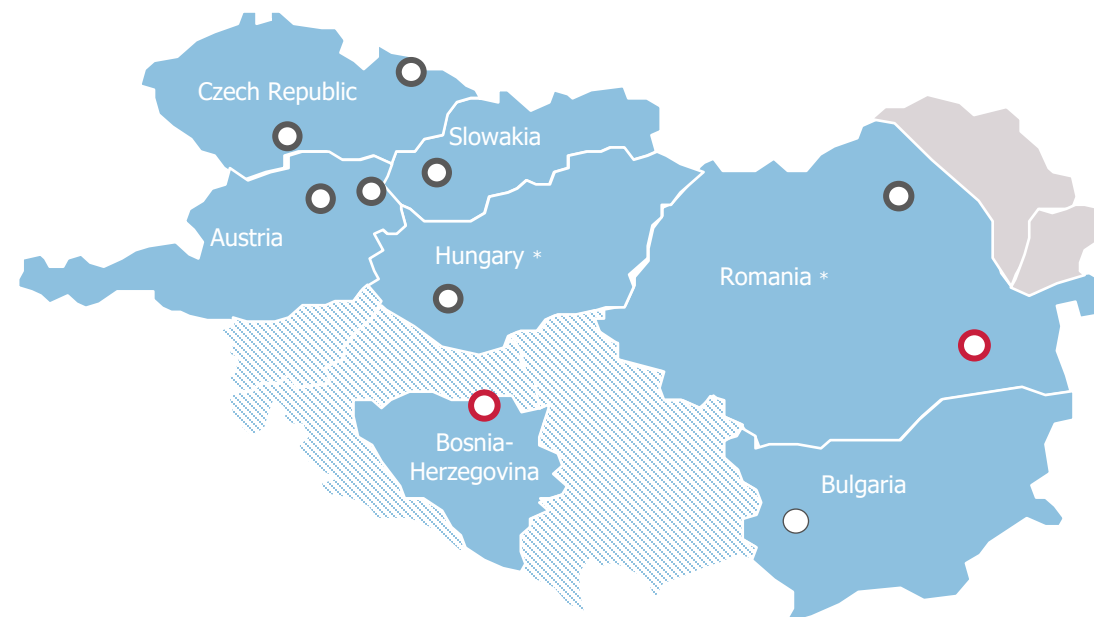 Czech Republic
Slowakia
Austria
Hungary *
Romania *
Bosnia-
Herzegovina
Bulgaria